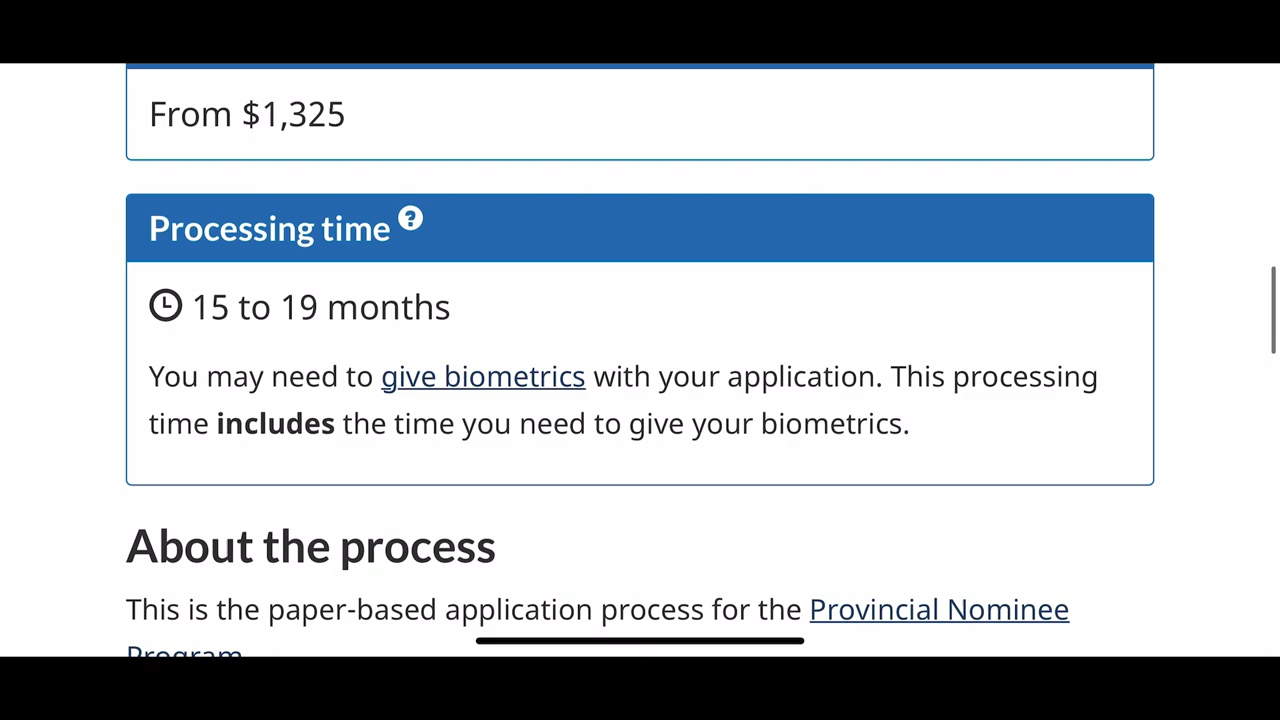 From $1,325
Processing time ?
15 to 19 months
You may need to give biometrics with your application. This processing
time includes the time you need to give your biometrics.
About the process
This is the paper-based application process for the Provincial Nominee
Program